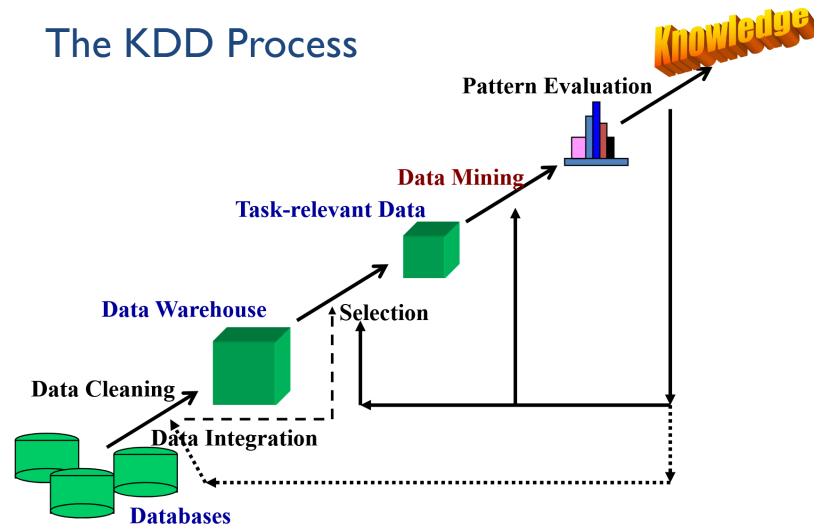 The KDD Process
Knowledge
Pattern Evaluation
Data Mining
Task-relevant Data
Data Warehouse
Selection
Data Cleaning
Data Integration
Databases